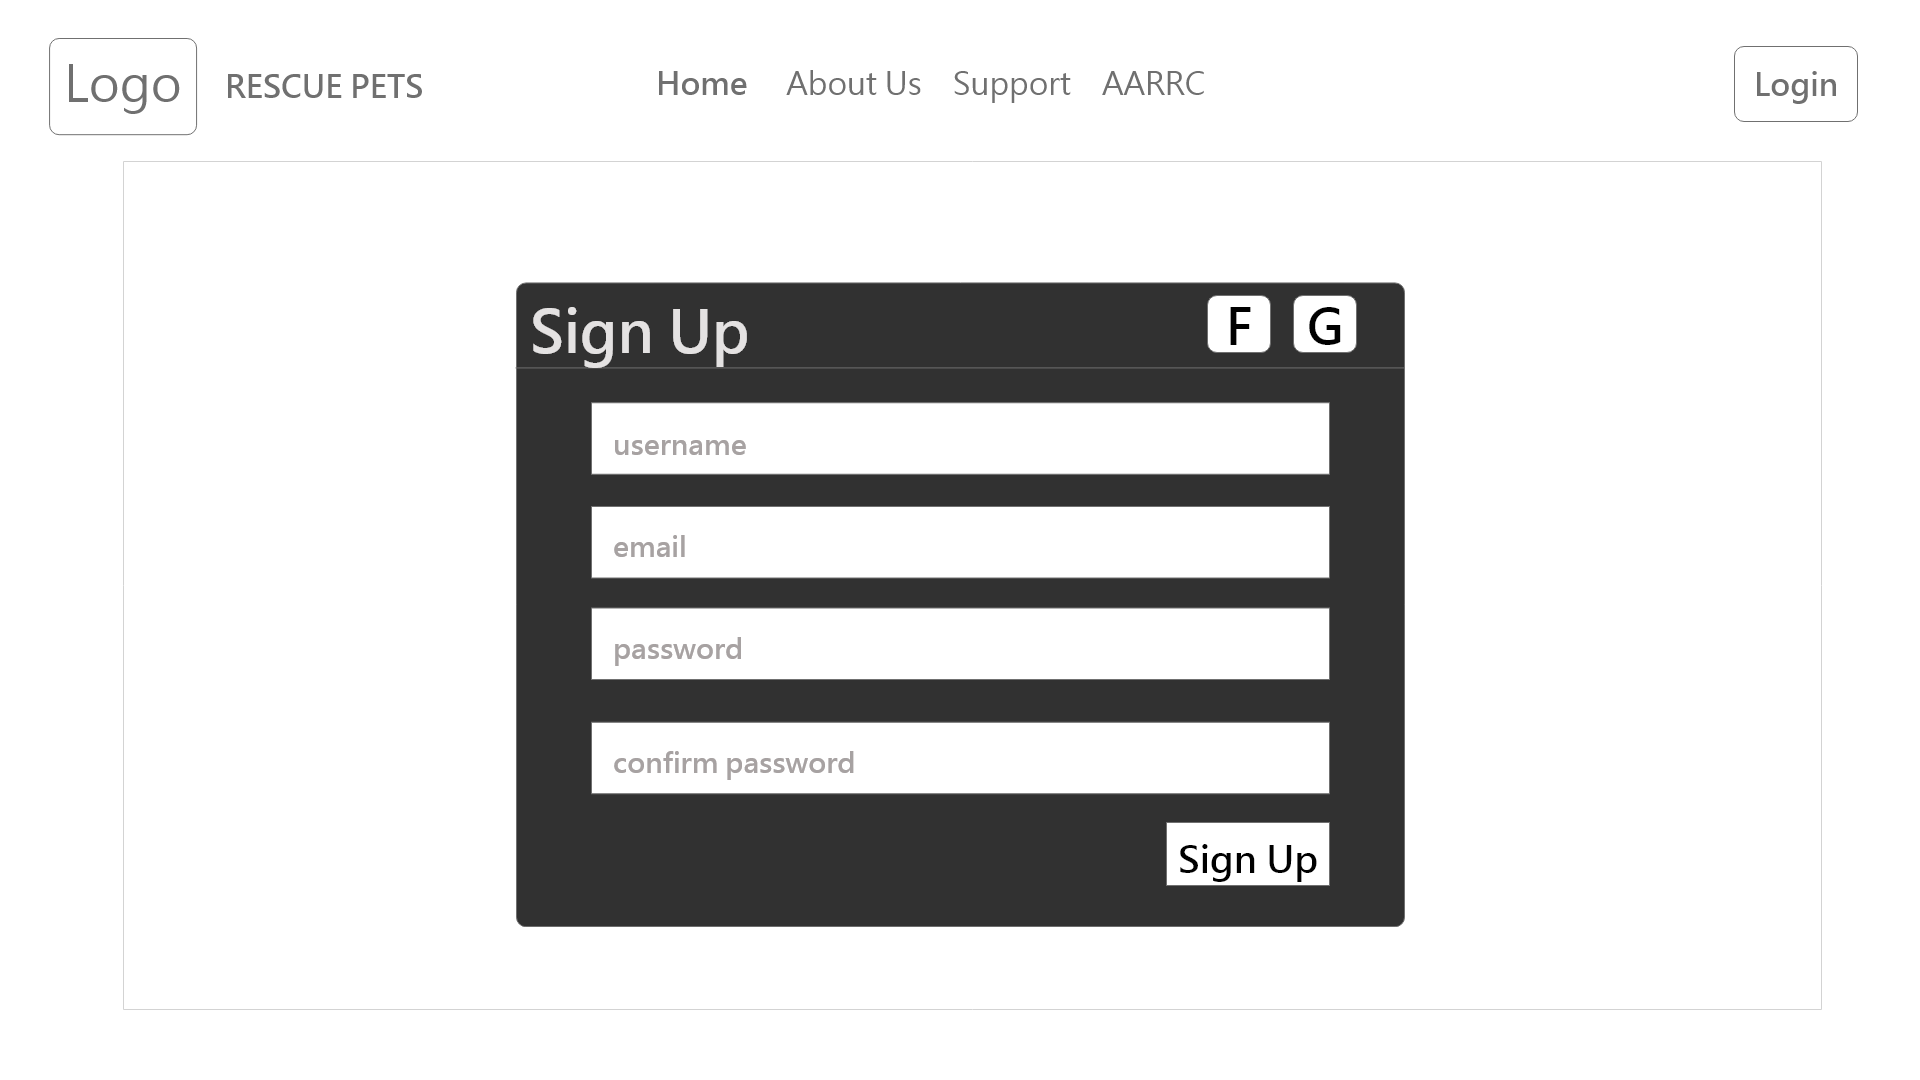 Logo
RESCUE PETS
Home
About Us
Support
AARRC
Login
Sign Up
F
G
username
email
password
confirm password
Sign Up